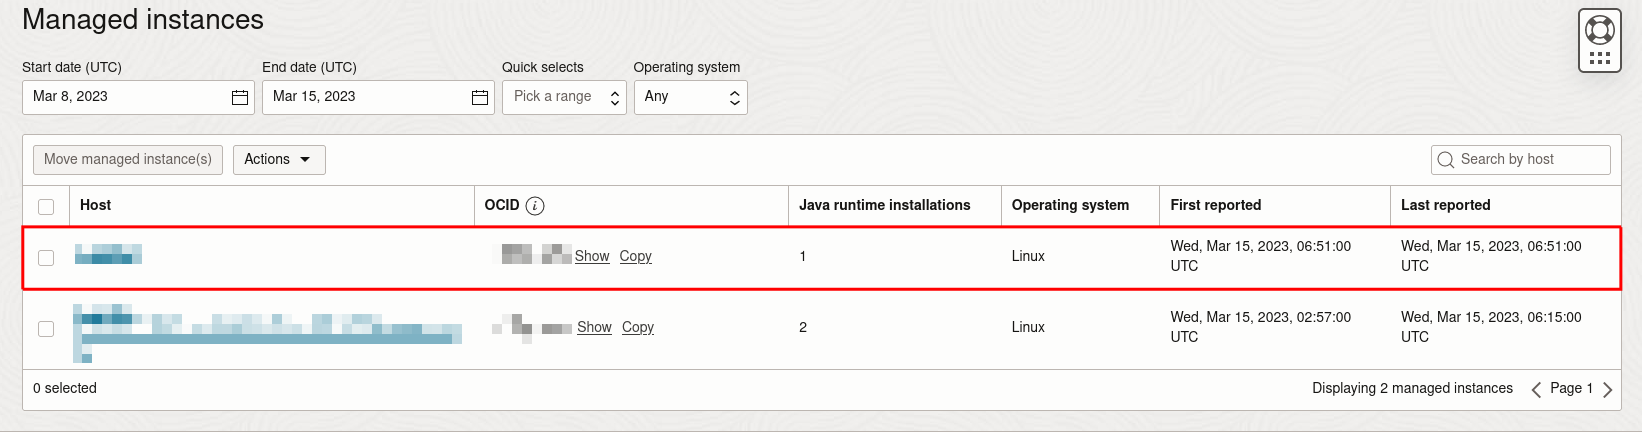 Managed instances
Start date (UTC) End date (UTC) Quick selects Operating system
Mar 8, 2023 Mar 15, 2023 Pick a range Any
Move managed instance(s) Actions Search by host
Host OCID i Java runtime installations Operating system First reported Last reported
Show Copy 1 Linux Wed, Mar 15, 2023, 06:51:00 Wed, Mar 15, 2023, 06:51:00
UTC UTC
Show Copy 2 Linux Wed, Mar 15, 2023, 02:57:00 Wed, Mar 15, 2023, 06:15:00
UTC UTC
0 selected Displaying 2 managed instances Page 1